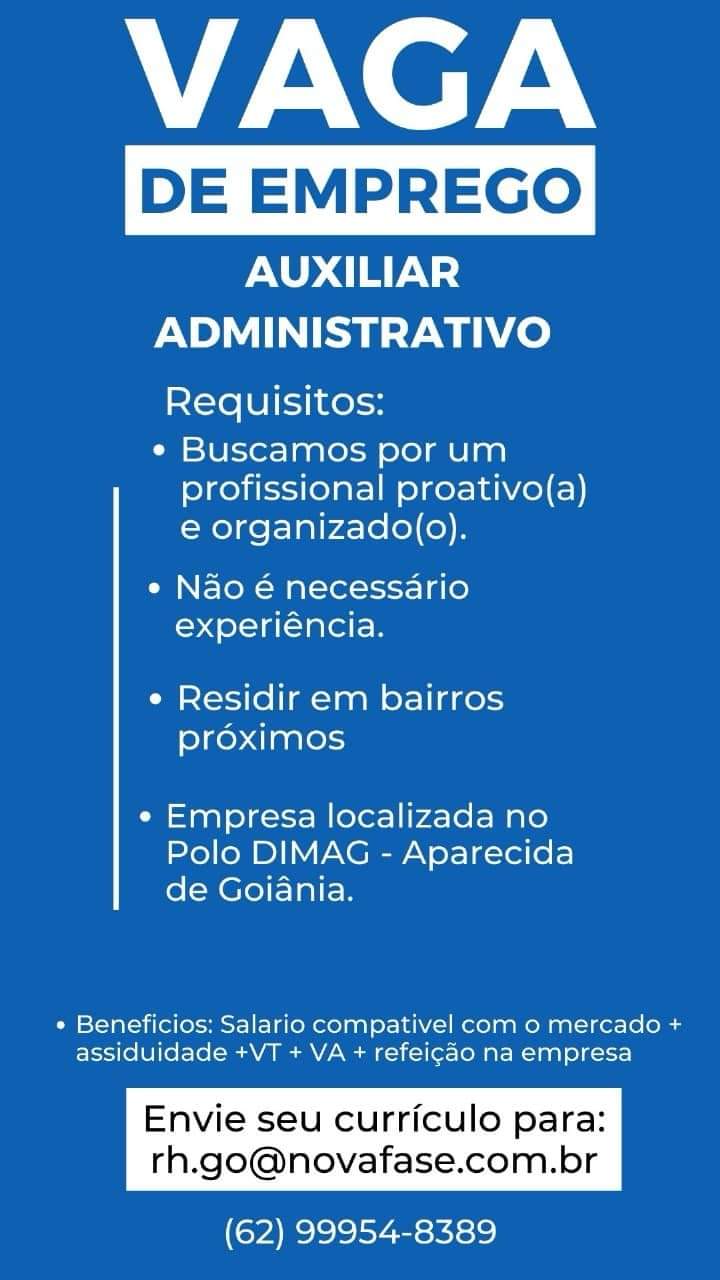 VAGA
DE EMPREGO
AUXILIAR
ADMINISTRATIVO
Requisitos:
• Buscamos por um
profissional proativo(a)
e organizado(o).
• Não é necessário
experiência.
• Residir em bairros
próximos
• Empresa localizada no
Polo DIMAG - Aparecida
de Goiânia.
• Beneficios: Salario compativel com o mercado +
assiduidade +VT + VA + refeição na empresa
Envie seu currículo para:
rh.go@novafase.com.br
(62) 99954-8389